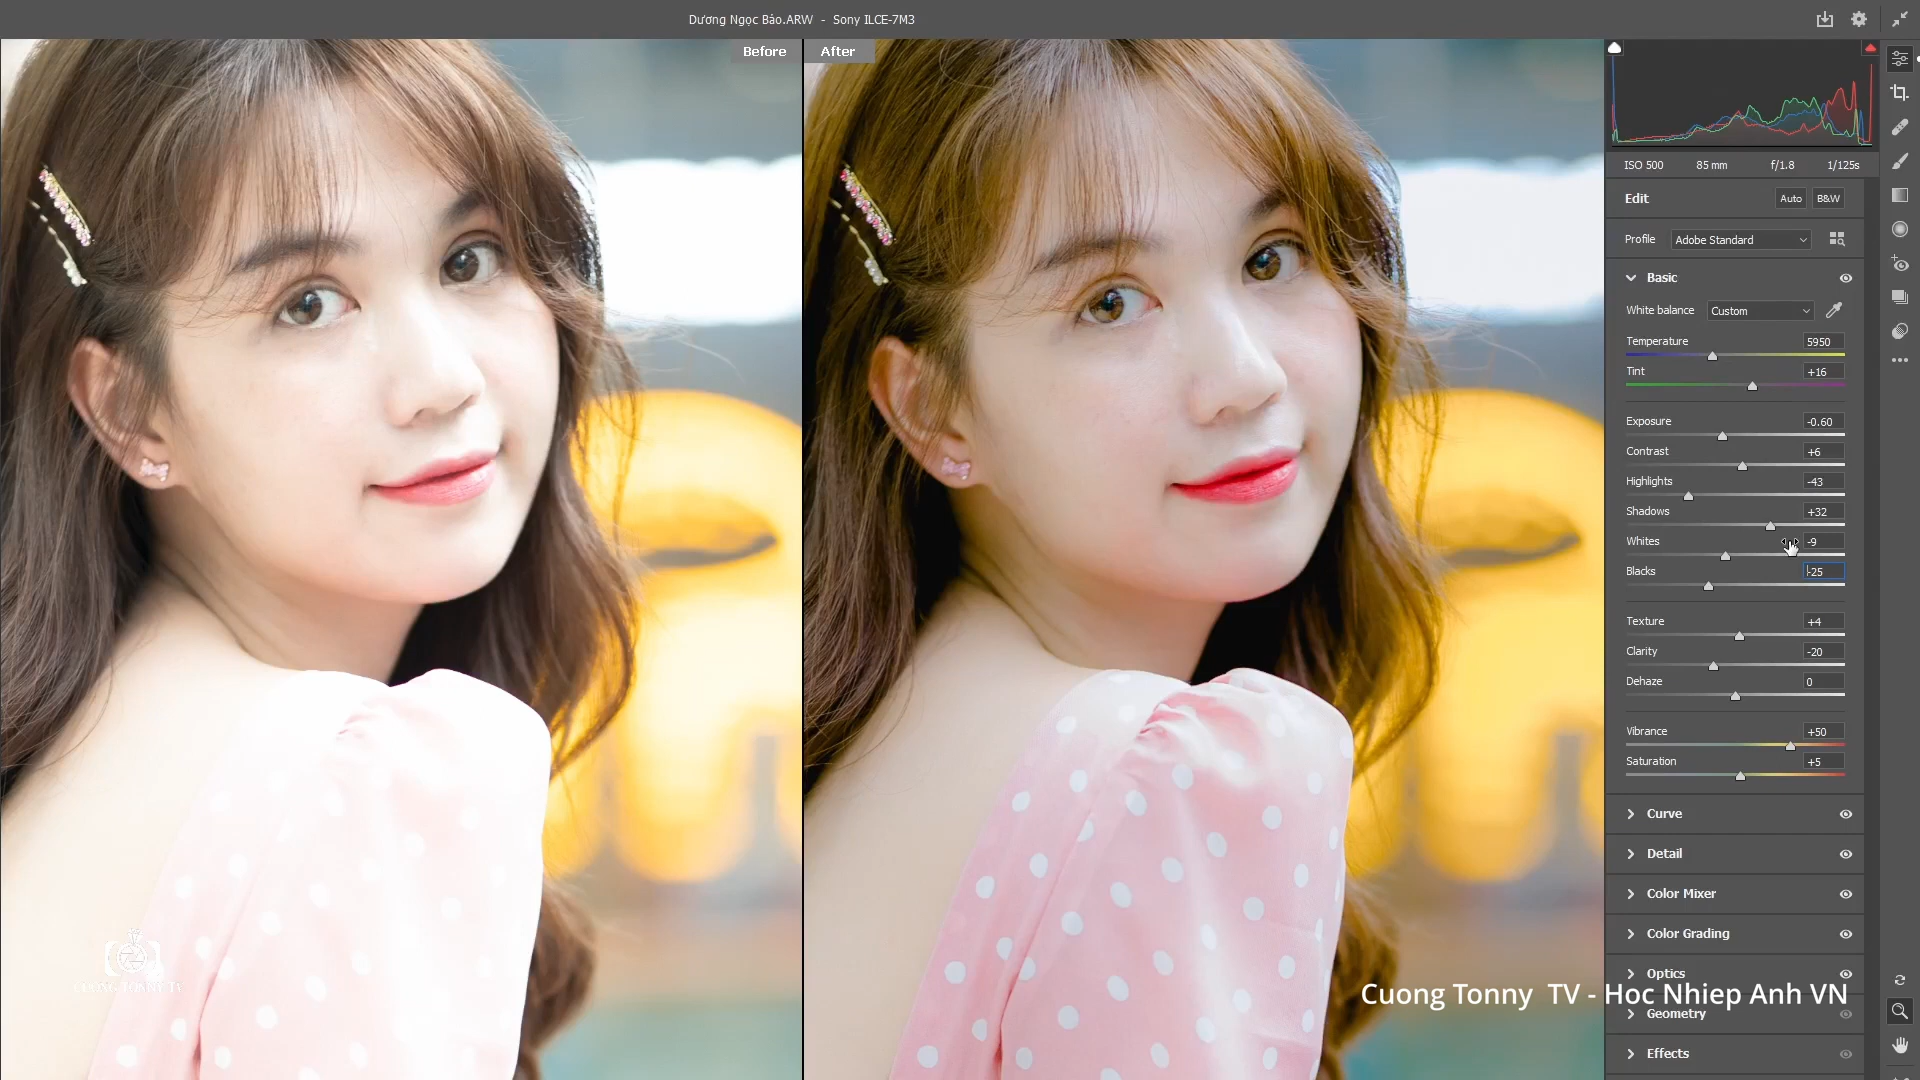 Dương Ngọc Bảo.ARW - Sony ILCE-7M3
Before
After
ISO 500 85 mm f/1.8 1/125s
Edit Auto B&W
Profile Adobe Standard
Basic
White balance Custom
Temperature 5950
Tint +16
Exposure -0.60
Contrast +6
Highlights -43
Shadows +32
Whites -9
Blacks -25
Texture +4
Clarity -20
Dehaze 0
Vibrance +50
Saturation +5
Curve
Detail
Color Mixer
Color Grading
Optics
Cuong Tonny TV - Hoc Nhiep Anh VN
Geometry
Effects
CUONG TONNY TV